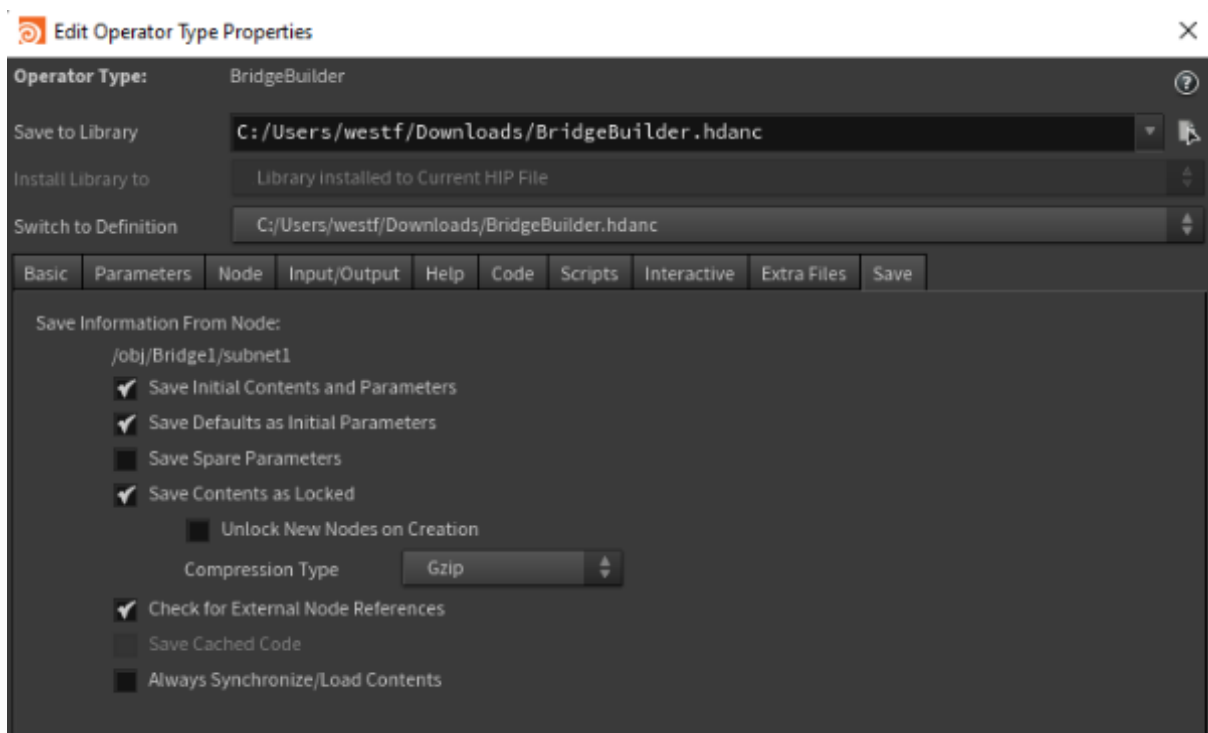 Edit Operator Type Properties
Operator Type: BridgeBuilder
Save to Library C:/Users/westf/Downloads/BridgeBuilder.hdanc
Install Library to Library installed to Current HIP File
Switch to Definition C:/Users/westf/Downloads/BridgeBuilder.hdanc
Basic Parameters Node Input/Output Help Code Scripts Interactive Extra Files Save
Save Information From Node:
/obj/Bridge1/subnet1
Save Initial Contents and Parameters
Save Defaults as Initial Parameters
Save Spare Parameters
Save Contents as Locked
Unlock New Nodes on Creation
Compression Type Gzip
Check for External Node References
Save Cached Code
Always Synchronize/Load Contents